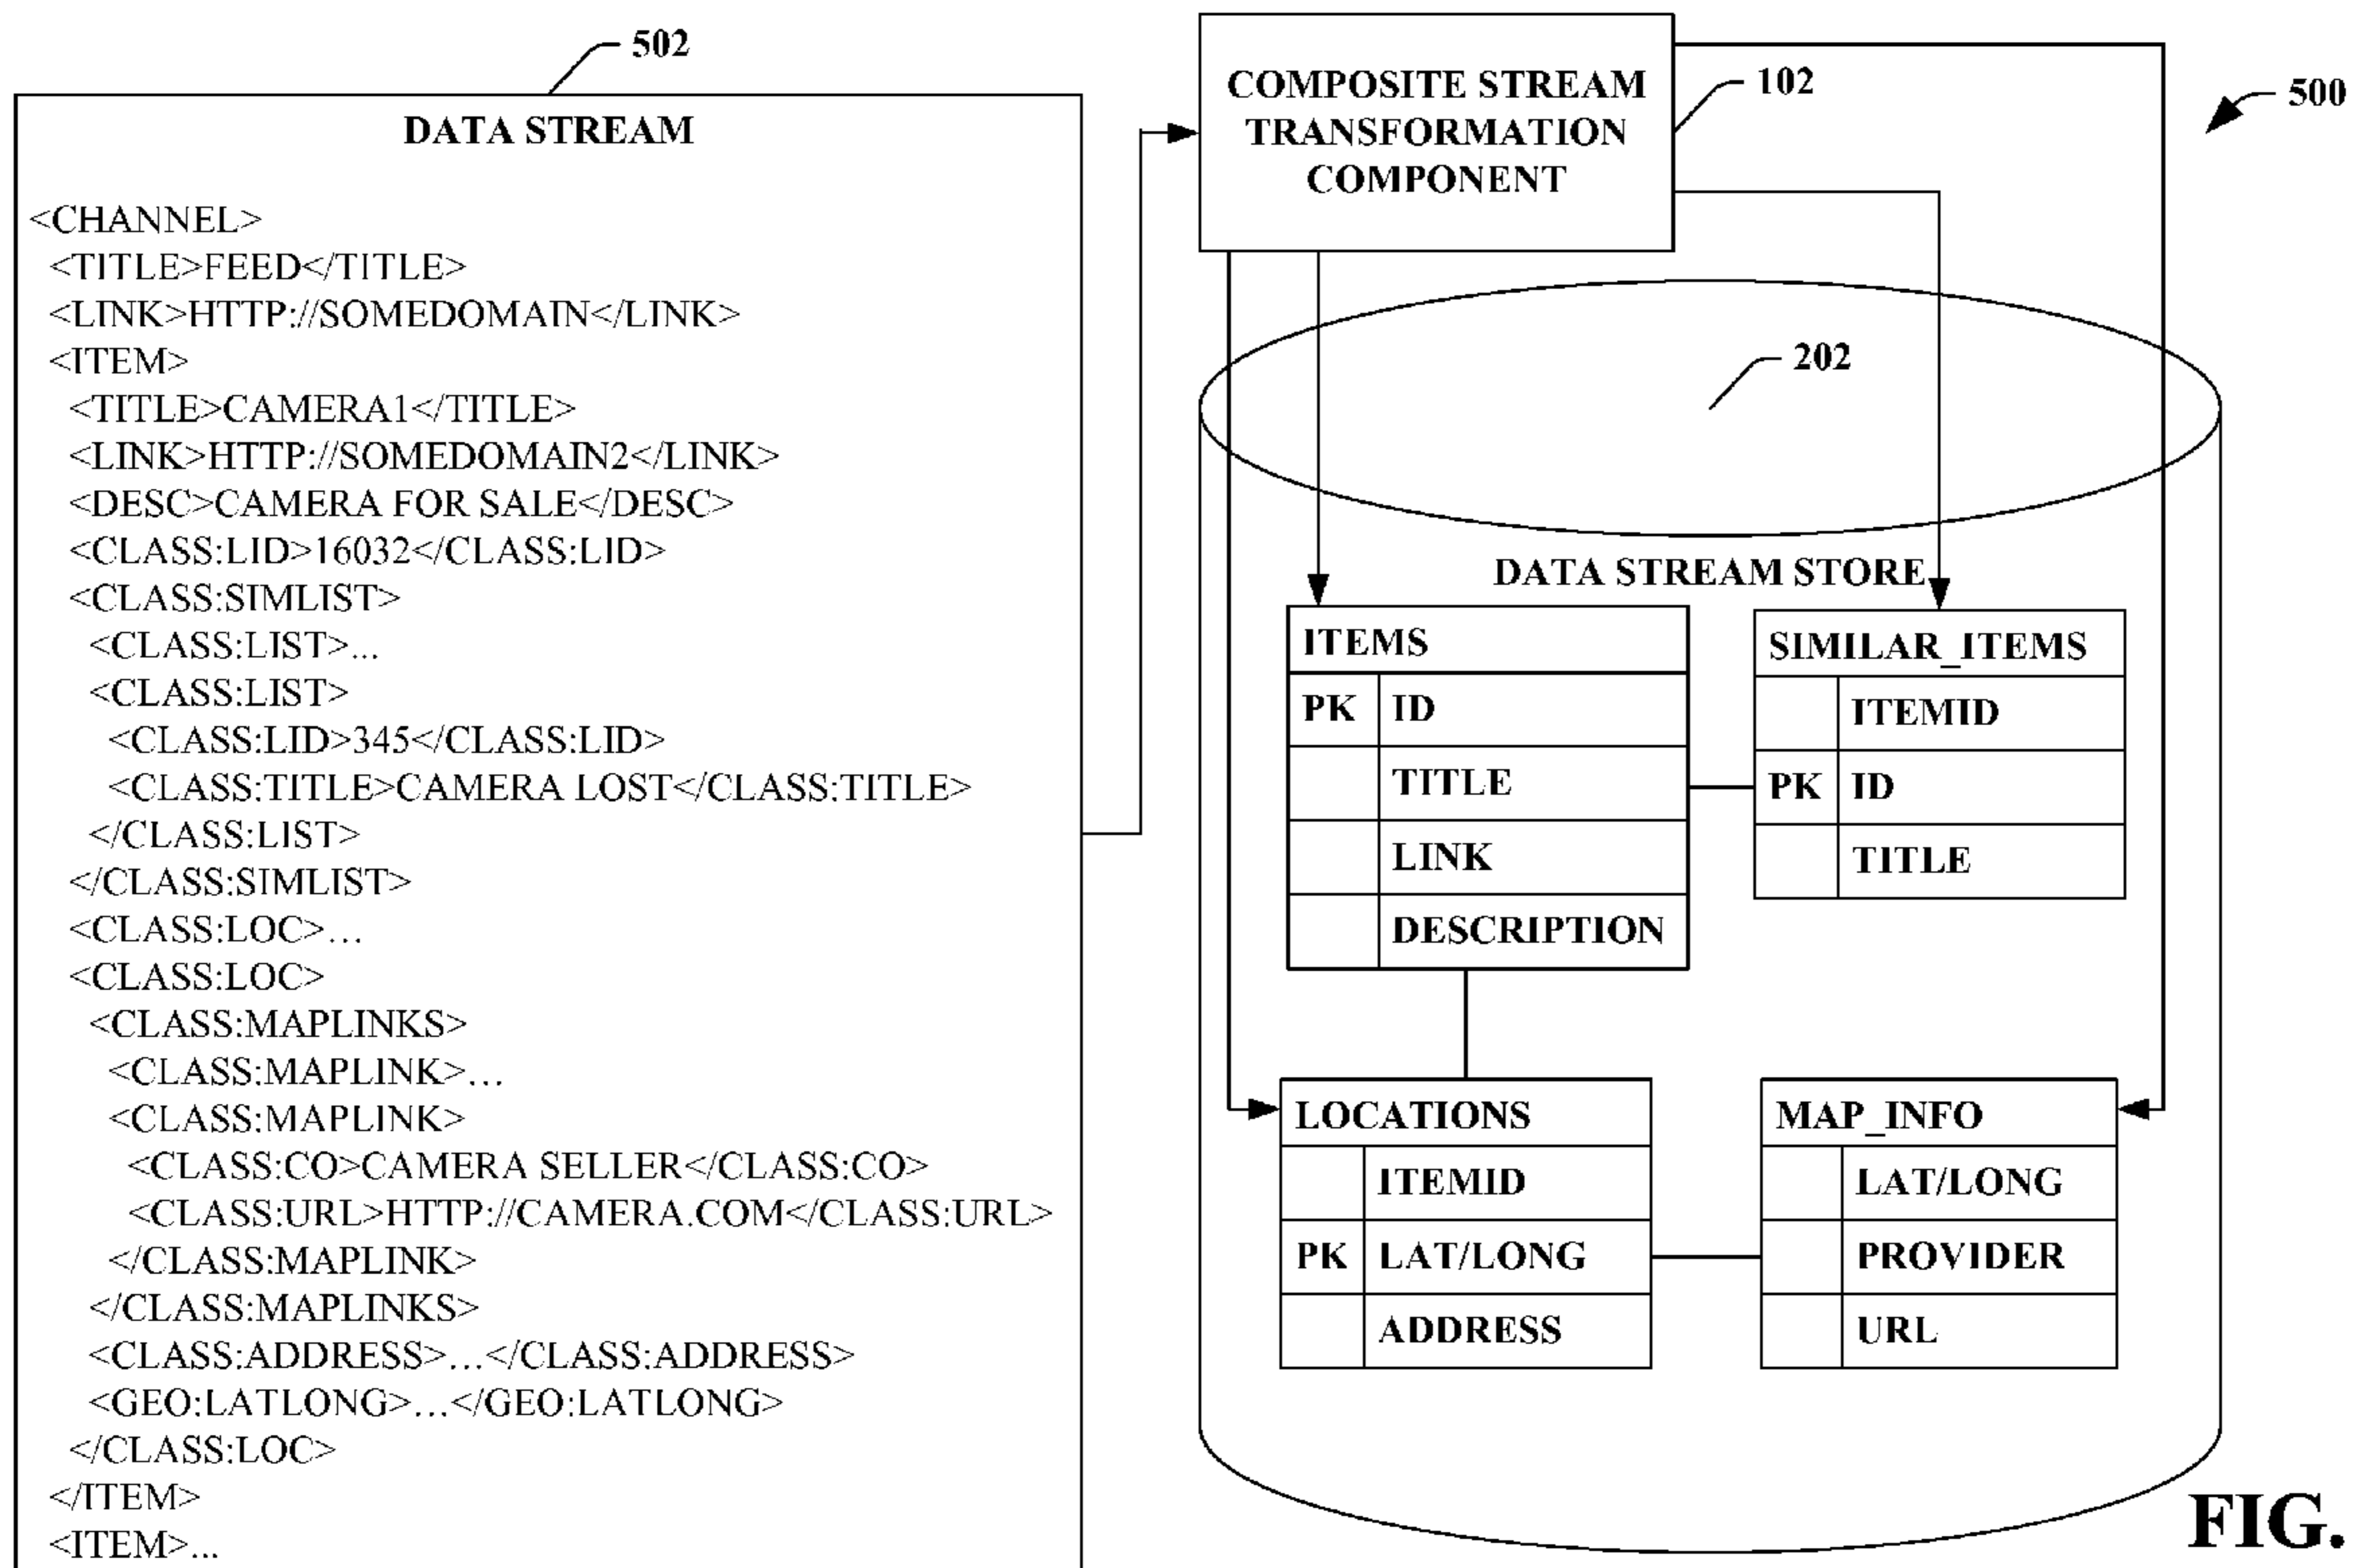 502
DATA STREAM
<CHANNEL>
<TITLE>FEED</TITLE>
<LINK>HTTP://SOMEDOMAIN</LINK>
<ITEM>
<TITLE>CAMERA1</TITLE>
<LINK>HTTP://SOMEDOMAIN2</LINK>
<DESC>CAMERA FOR SALE</DESC>
<CLASS:LID>16032</CLASS:LID>
<CLASS:SIMLIST>
<CLASS:LIST>...
<CLASS:LIST>
<CLASS:LID>345</CLASS:LID>
<CLASS:TITLE>CAMERA LOST</CLASS:TITLE>
</CLASS:LIST>
</CLASS:SIMLIST>
<CLASS:LOC>...
<CLASS:LOC>
<CLASS:MAPLINKS>
<CLASS:MAPLINK>...
<CLASS:MAPLINK>
<CLASS:CO>CAMERA SELLER</CLASS:CO>
<CLASS:URL>HTTP://CAMERA.COM</CLASS:URL>
</CLASS:MAPLINK>
</CLASS:MAPLINKS>
<CLASS:ADDRESS>...</CLASS:ADDRESS>
<GEO:LATLONG>...</GEO:LATLONG>
</CLASS:LOC>
</ITEM>
<ITEM>...
COMPOSITE STREAM
TRANSFORMATION
COMPONENT
102
500
202
DATA STREAM STORE
ITEMS
PK ID
TITLE
LINK
DESCRIPTION
SIMILAR_ITEMS
ITEMID
PK ID
TITLE
LOCATIONS
ITEMID
PK LAT/LONG
ADDRESS
MAP_INFO
LAT/LONG
PROVIDER
URL
FIG.